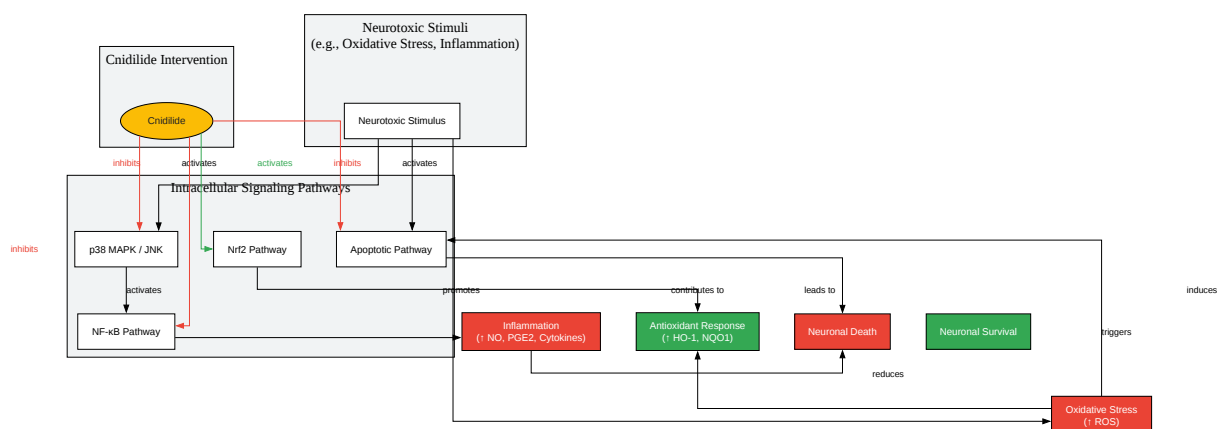 Neurotoxic Stimuli
(e.g., Oxidative Stress, Inflammation)
Cnidilide Intervention
Cnidilide
Neurotoxic Stimulus
inhibits
activates
activates
inhibits
activates
Intracellular Signaling Pathways
inhibits
p38 MAPK / JNK
Nrf2 Pathway
Apoptotic Pathway
activates
promotes
contributes to
leads to
induces
NF-κB Pathway
Inflammation
(↑ NO, PGE2, Cytokines)
Antioxidant Response
(↑ HO-1, NQO1)
Neuronal Death
Neuronal Survival
triggers
reduces
Oxidative Stress
(↑ ROS)